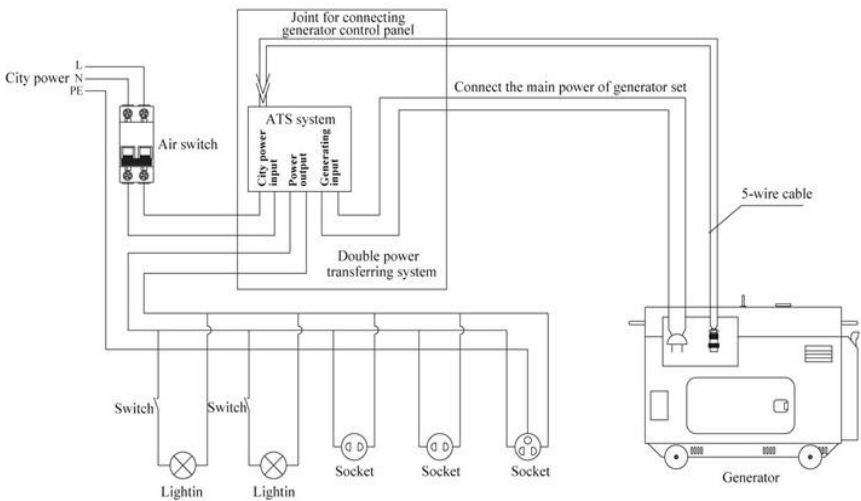 Joint for connecting
generator control panel
L
City power N
PE
Connect the main power of generator set
ATS system
Air switch
City power
input
Power
output
Generating
input
5-wire cable
Double power
transferring system
Switch
Switch
Socket
Socket
Socket
Lightin
Lightin
Generator